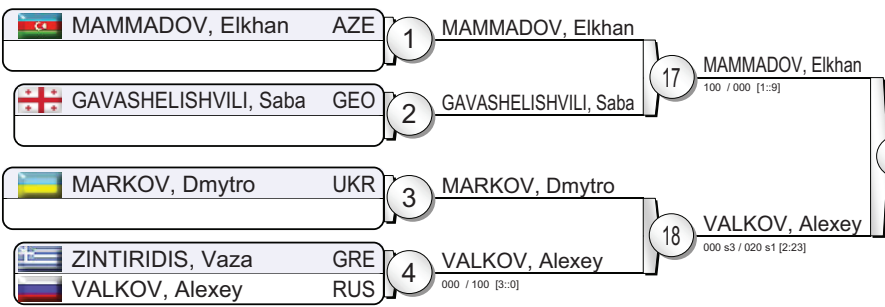 MAMMADOV, Elkhan AZE
1
MAMMADOV, Elkhan
17
MAMMADOV, Elkhan
100 / 000 [1::9]
GAVASHELISHVILI, Saba GEO
2
GAVASHELISHVILI, Saba
MARKOV, Dmytro UKR
3
MARKOV, Dmytro
18
VALKOV, Alexey
000 s3 / 020 s1 [2:23]
ZINTIRIDIS, Vaza GRE
VALKOV, Alexey RUS
4
VALKOV, Alexey
000 / 100 [3::0]